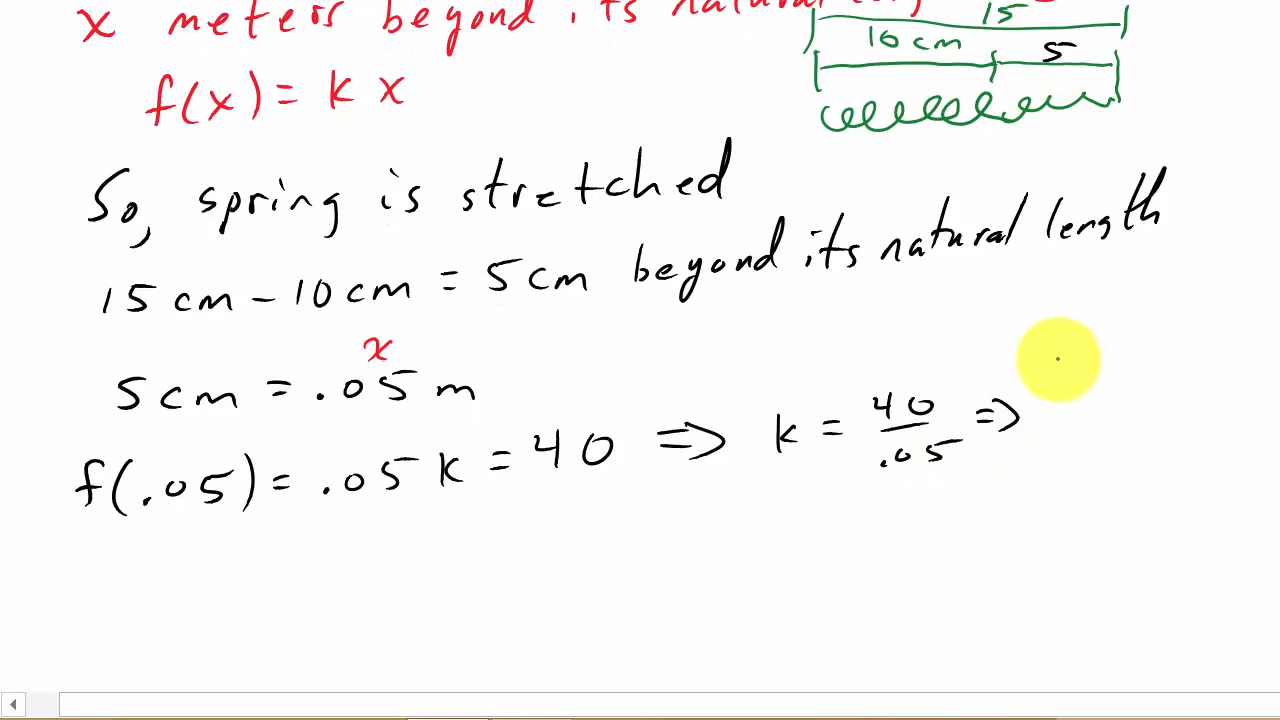 x meters beyond its natural
15
10 cm 5
f(x) = k x
So, spring is stretched
15 cm - 10 cm = 5 cm beyond its natural length
x
5 cm = .05 m
f(.05) = .05 k = 40 => k = 40/.05 =>